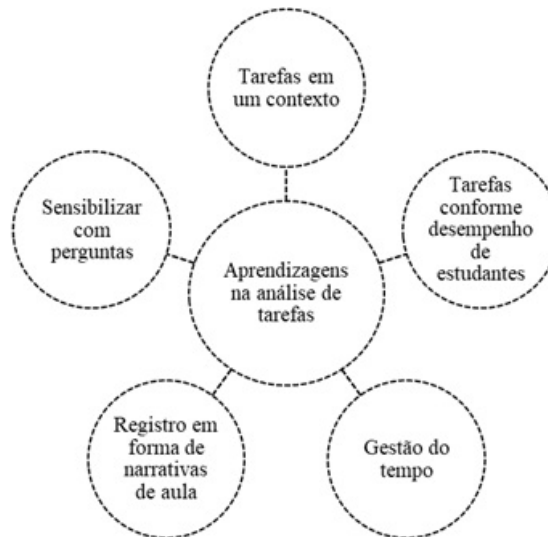 Tarefas em
um contexto
Tarefas
conforme
desempenho
de
estudantes
Sensibilizar
com
perguntas
Aprendizagens
na análise de
tarefas
Registro em
forma de
narrativas
de aula
Gestão do
tempo